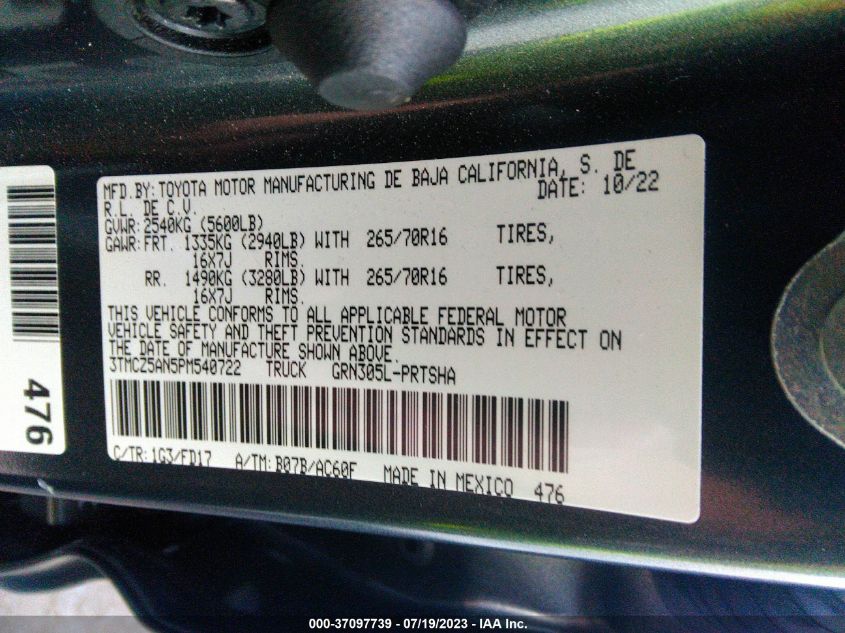 MFD.BY: TOYOTA MOTOR MANUFACTURING DE BAJA CALIFORNIA, S. DE
R.L. DE C.V. DATE: 10/22
GVWR: 2540KG (5600LB)
GAWR: FRT. 1335KG (2940LB) WITH 265/70R16 TIRES,
16X7J RIMS.
RR. 1490KG (3280LB) WITH 265/70R16 TIRES,
16X7J RIMS.
THIS VEHICLE CONFORMS TO ALL APPLICABLE FEDERAL MOTOR
VEHICLE SAFETY AND THEFT PREVENTION STANDARDS IN EFFECT ON
THE DATE OF MANUFACTURE SHOWN ABOVE.
3TMCZ5AN5PM540722 TRUCK GRN305L-PRTSHA
C/TR: 1G3/FD17 A/TM: B07B/AC60F MADE IN MEXICO 476
476
000-37097739 - 07/19/2023 - IAA Inc.